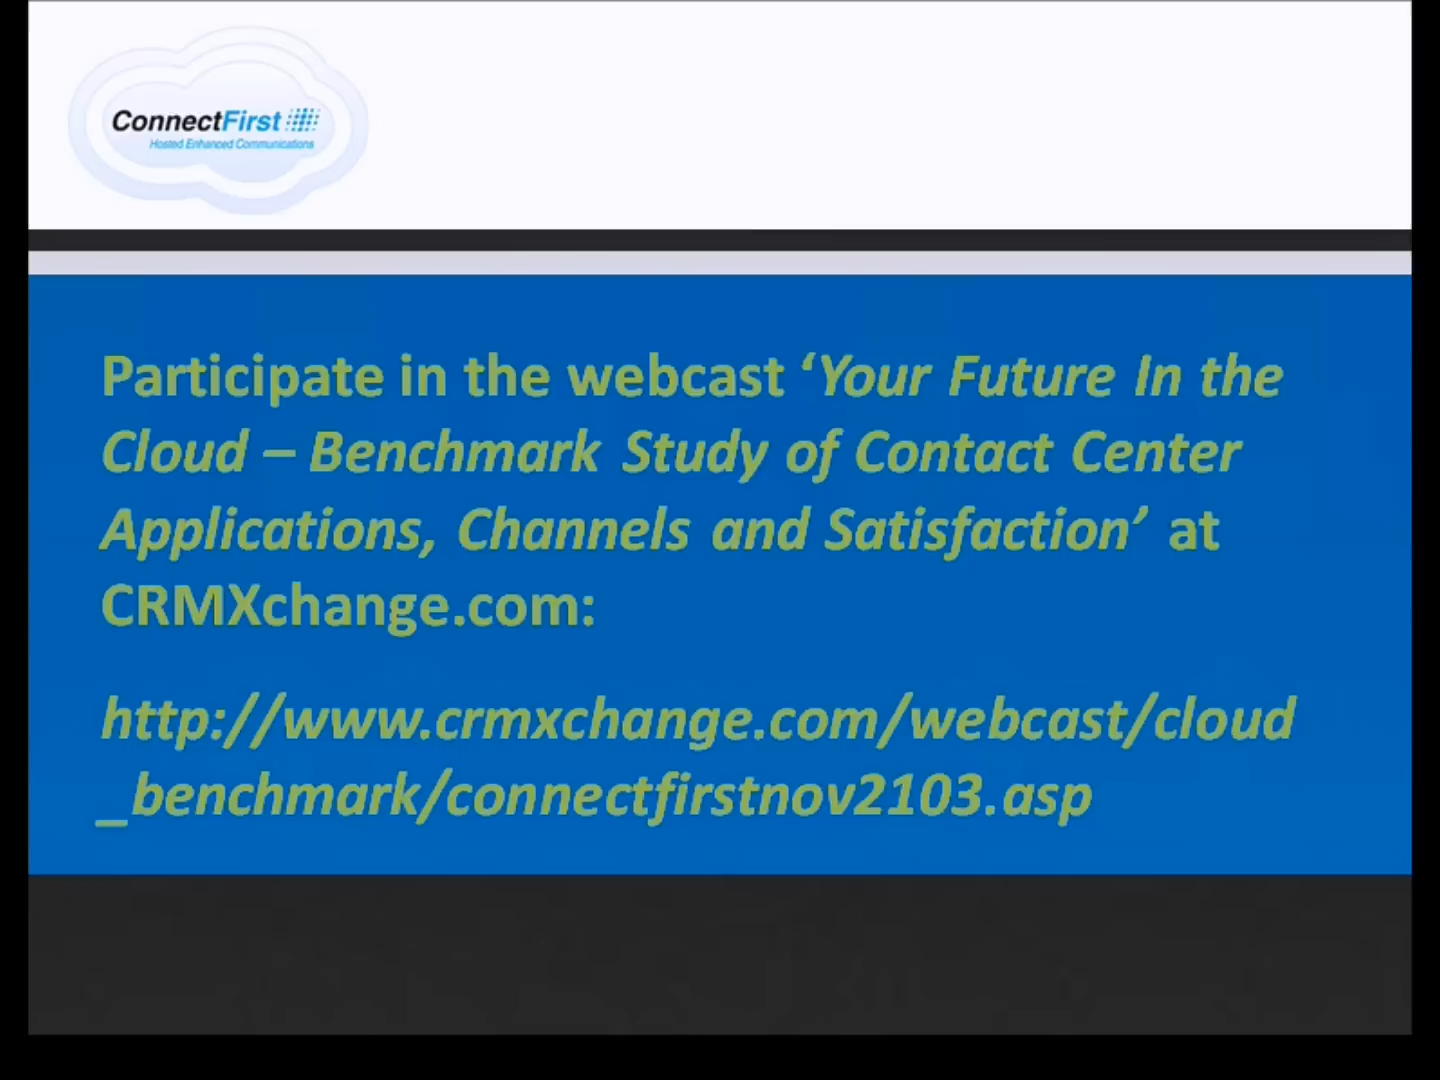 ConnectFirst
Hosted Enhanced Communications
Participate in the webcast ‘Your Future In the
Cloud – Benchmark Study of Contact Center
Applications, Channels and Satisfaction’ at
CRMXchange.com:
http://www.crmxchange.com/webcast/cloud
_benchmark/connectfirstnov2103.asp